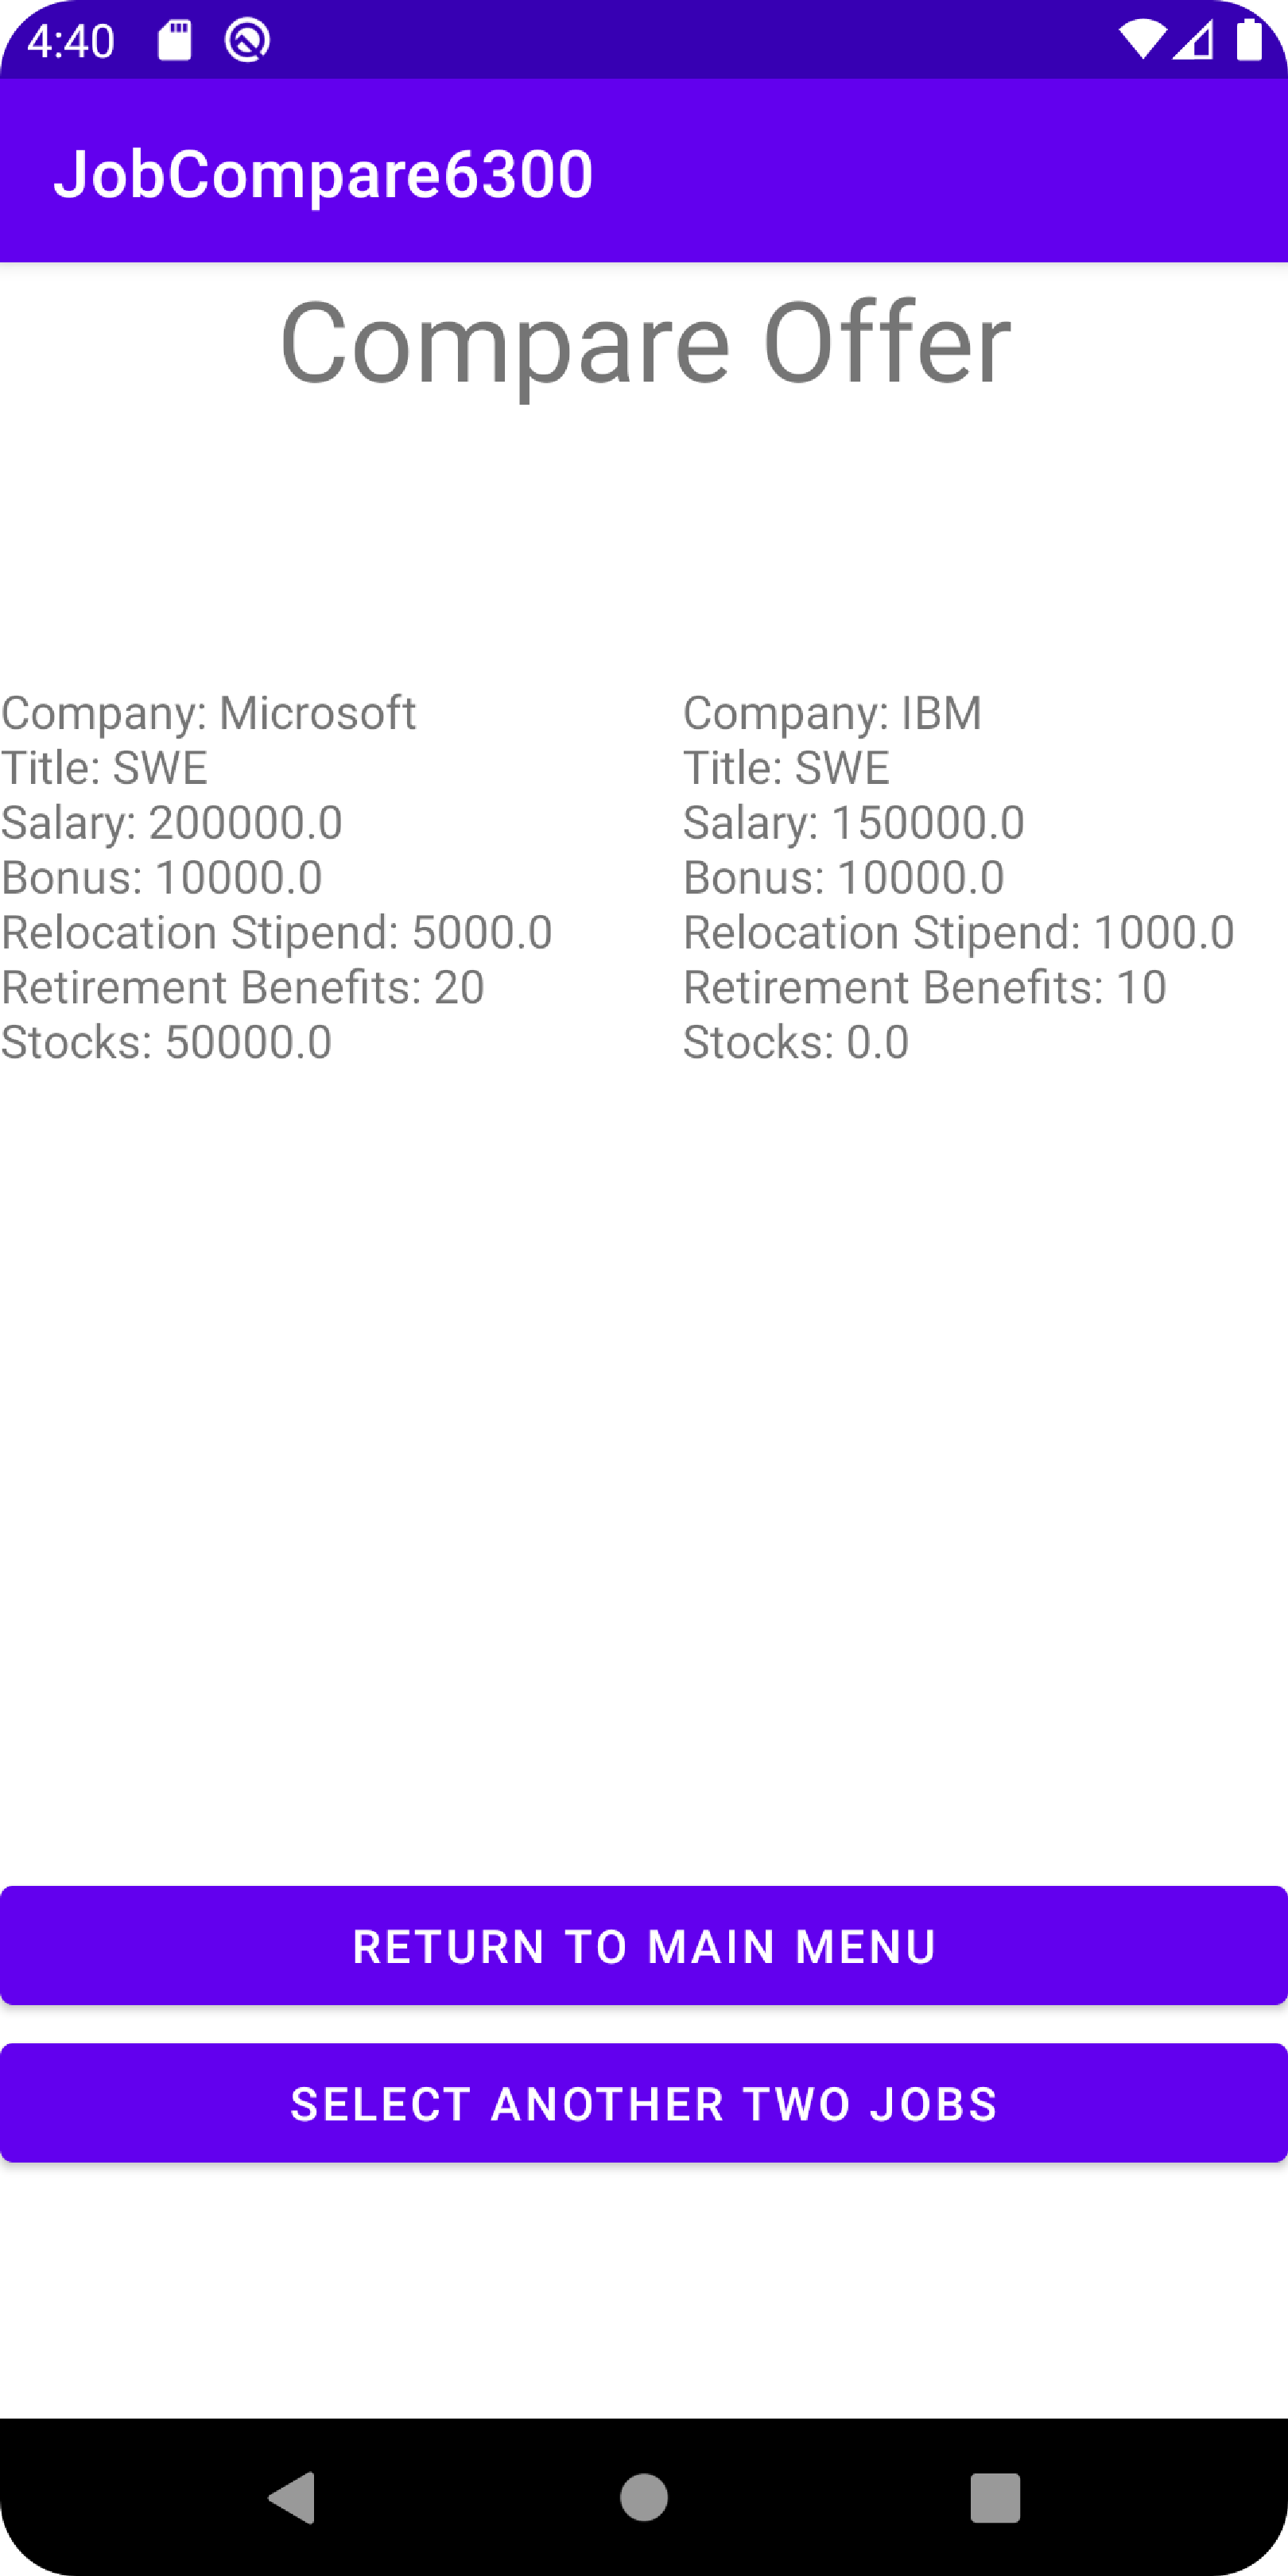 4:40
JobCompare6300
Compare Offer
Company: Microsoft
Title: SWE
Salary: 200000.0
Bonus: 10000.0
Relocation Stipend: 5000.0
Retirement Benefits: 20
Stocks: 50000.0
Company: IBM
Title: SWE
Salary: 150000.0
Bonus: 10000.0
Relocation Stipend: 1000.0
Retirement Benefits: 10
Stocks: 0.0
RETURN TO MAIN MENU
SELECT ANOTHER TWO JOBS